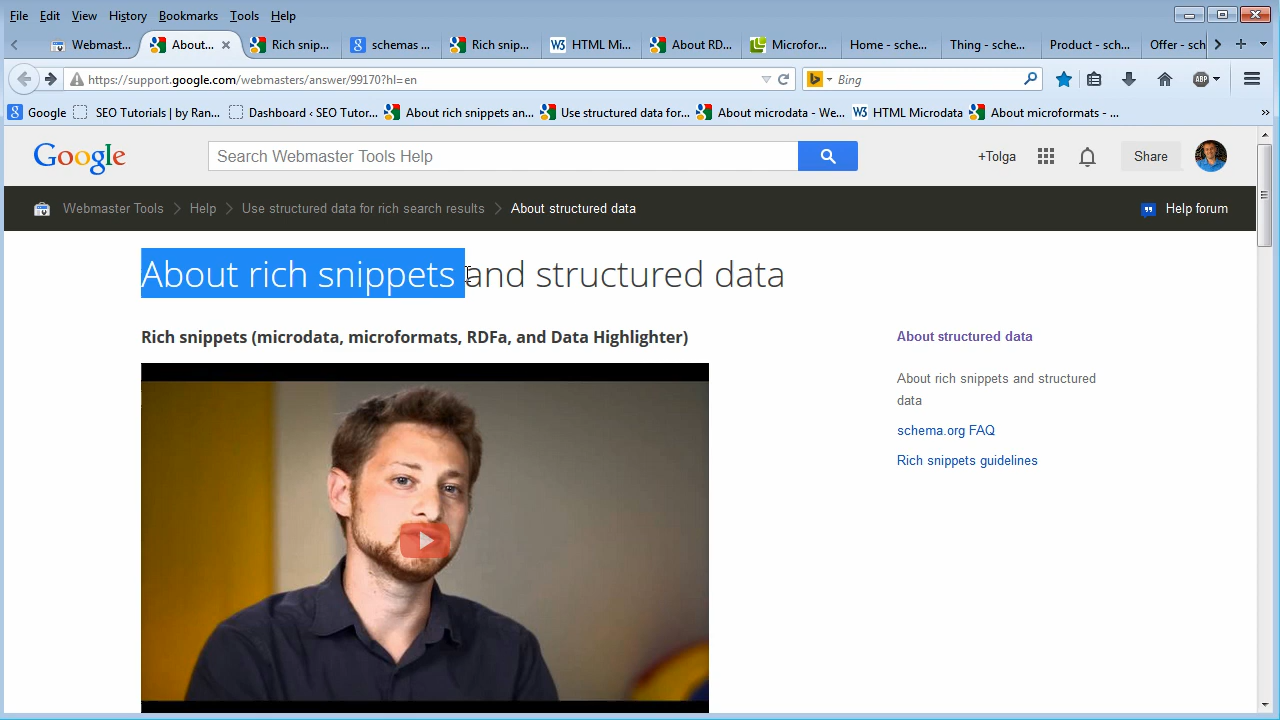 File Edit View History Bookmarks Tools Help
Webmast... About... Rich snip... schemas ... Rich snip... W3 HTML Mi... About RD... Microfor... Home - sche... Thing - sche... Product - sch... Offer - sch
https://support.google.com/webmasters/answer/99170?hl=en Bing ABP
Google SEO Tutorials | by Ran... Dashboard ‹ SEO Tutor... About rich snippets an... Use structured data for... About microdata - We... W3 HTML Microdata About microformats - ...
Google Search Webmaster Tools Help +Tolga Share
Webmaster Tools Help Use structured data for rich search results About structured data Help forum
About rich snippets and structured data
Rich snippets (microdata, microformats, RDFa, and Data Highlighter)
About structured data
About rich snippets and structured
data
schema.org FAQ
Rich snippets guidelines